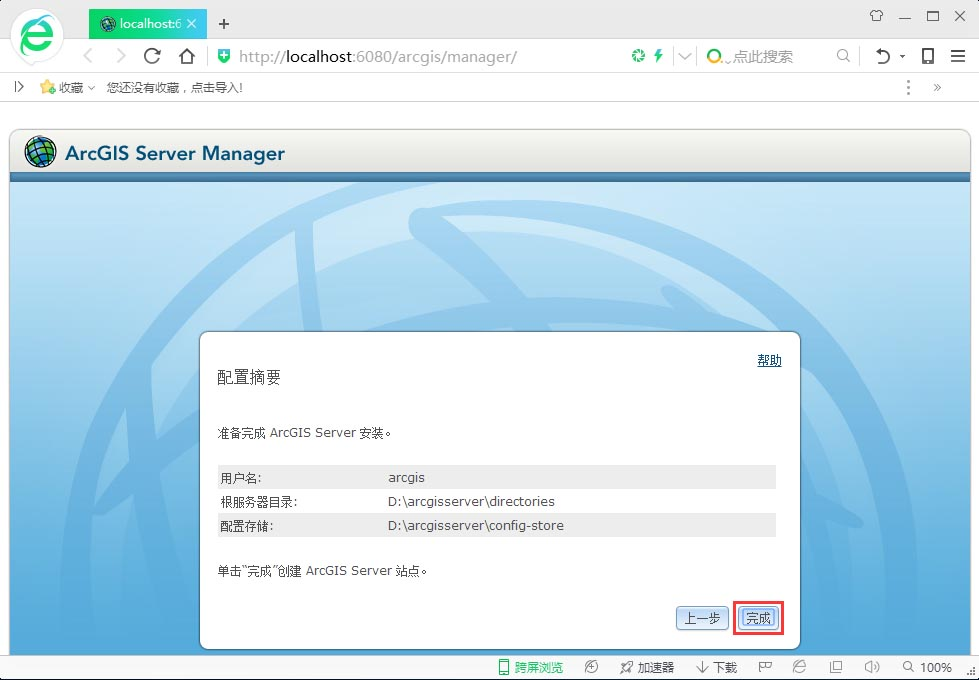 localhost:6
http://localhost:6080/arcgis/manager/
点此搜索
收藏
您还没有收藏，点击导入!
ArcGIS Server Manager
帮助
配置摘要
准备完成 ArcGIS Server 安装。
用户名: arcgis
根服务器目录: D:\arcgisserver\directories
配置存储: D:\arcgisserver\config-store
单击“完成”创建 ArcGIS Server 站点。
上一步 完成
跨屏浏览 加速器 下载 100%